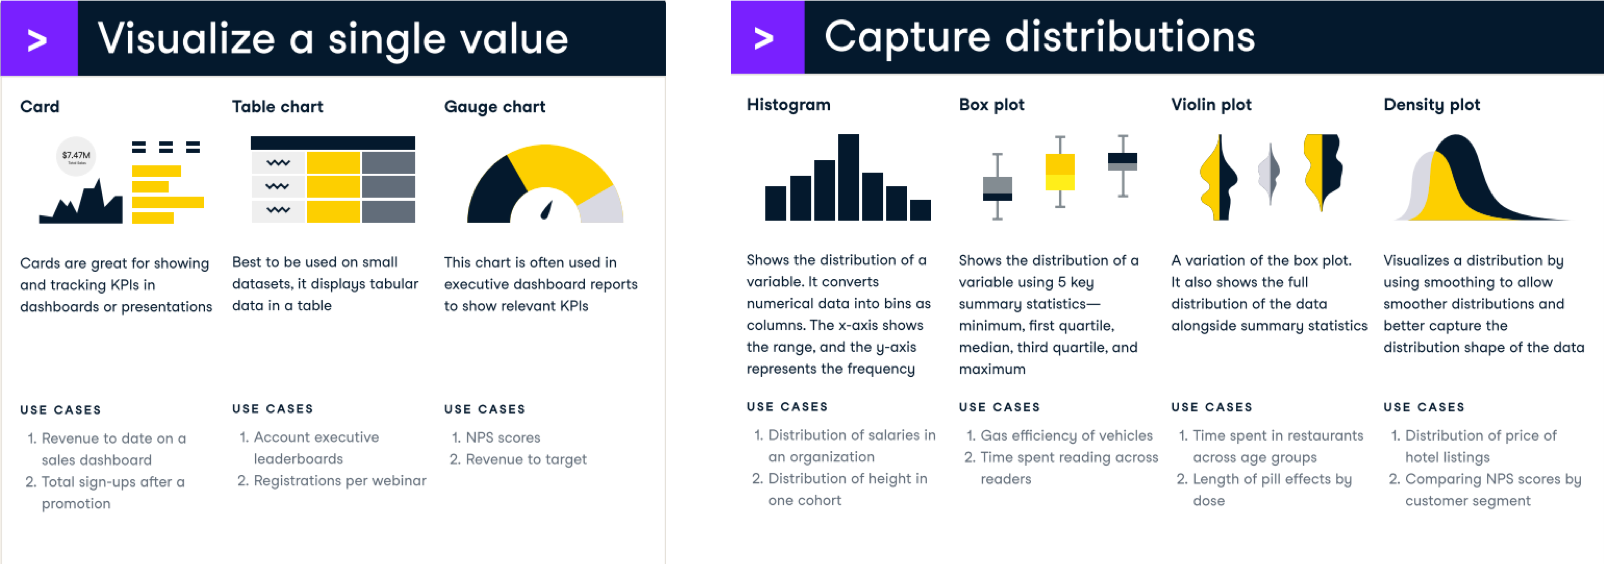 > Visualize a single value
Card
$7.47M
Total Sales
Cards are great for showing
and tracking KPIs in
dashboards or presentations
USE CASES
1. Revenue to date on a
sales dashboard
2. Total sign-ups after a
promotion
Table chart
Best to be used on small
datasets, it displays tabular
data in a table
USE CASES
1. Account executive
leaderboards
2. Registrations per webinar
Gauge chart
This chart is often used in
executive dashboard reports
to show relevant KPIs
USE CASES
1. NPS scores
2. Revenue to target
> Capture distributions
Histogram
Shows the distribution of a
variable. It converts
numerical data into bins as
columns. The x-axis shows
the range, and the y-axis
represents the frequency
USE CASES
1. Distribution of salaries in
an organization
2. Distribution of height in
one cohort
Box plot
Shows the distribution of a
variable using 5 key
summary statistics—
minimum, first quartile,
median, third quartile, and
maximum
USE CASES
1. Gas efficiency of vehicles
2. Time spent reading across
readers
Violin plot
A variation of the box plot.
It also shows the full
distribution of the data
alongside summary statistics
USE CASES
1. Time spent in restaurants
across age groups
2. Length of pill effects by
dose
Density plot
Visualizes a distribution by
using smoothing to allow
smoother distributions and
better capture the
distribution shape of the data
USE CASES
1. Distribution of price of
hotel listings
2. Comparing NPS scores by
customer segment